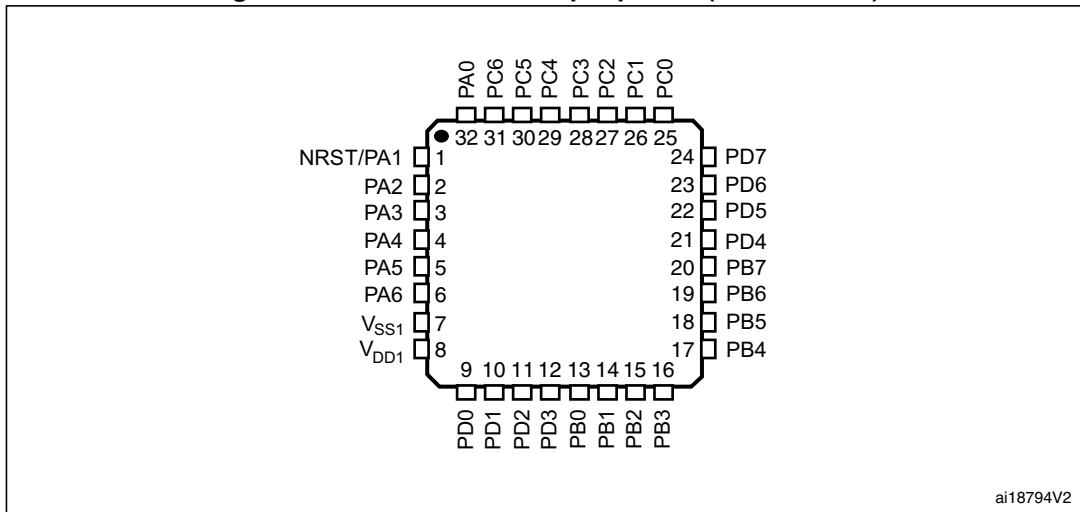 PA0
PC6
PC5
PC4
PC3
PC2
PC1
PC0
32 31 30 29 28 27 26 25
NRST/PA1 1
PA2 2
PA3 3
PA4 4
PA5 5
PA6 6
VSS1 7
VDD1 8
24 PD7
23 PD6
22 PD5
21 PD4
20 PB7
19 PB6
18 PB5
17 PB4
9 10 11 12 13 14 15 16
PD0
PD1
PD2
PD3
PB0
PB1
PB2
PB3
ai18794V2